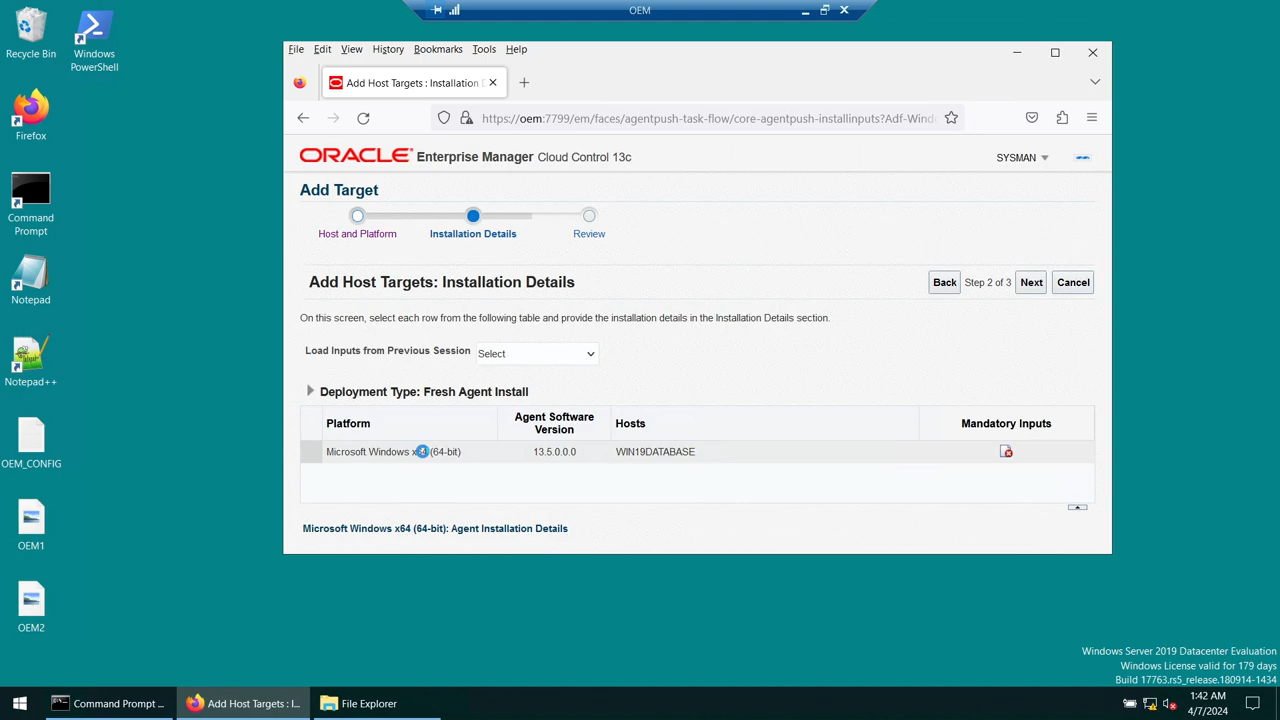 OEM
Recycle Bin
Windows PowerShell
Firefox
Command Prompt
Notepad
Notepad++
OEM_CONFIG
OEM1
OEM2
File Edit View History Bookmarks Tools Help
Add Host Targets : Installation D
https://oem:7799/em/faces/agentpush-task-flow/core-agentpush-installinputs?Adf-Wind
ORACLE Enterprise Manager Cloud Control 13c
SYSMAN
Add Target
Host and Platform
Installation Details
Review
Add Host Targets: Installation Details
Back Step 2 of 3 Next Cancel
On this screen, select each row from the following table and provide the installation details in the Installation Details section.
Load Inputs from Previous Session Select
Deployment Type: Fresh Agent Install
Platform Agent Software Version Hosts Mandatory Inputs
Microsoft Windows x64 (64-bit) 13.5.0.0.0 WIN19DATABASE
Microsoft Windows x64 (64-bit): Agent Installation Details
Windows Server 2019 Datacenter Evaluation
Windows License valid for 179 days
Build 17763.rs5_release.180914-1434
Command Prompt ...
Add Host Targets : I...
File Explorer
1:42 AM
4/7/2024